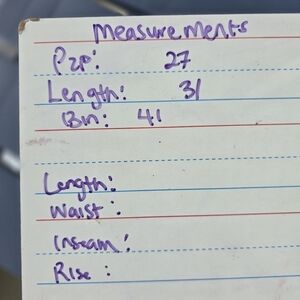 Measurements
P2P: 27
Length: 31
Bin: 41
Length:
Waist:
Inseam:
Rise: